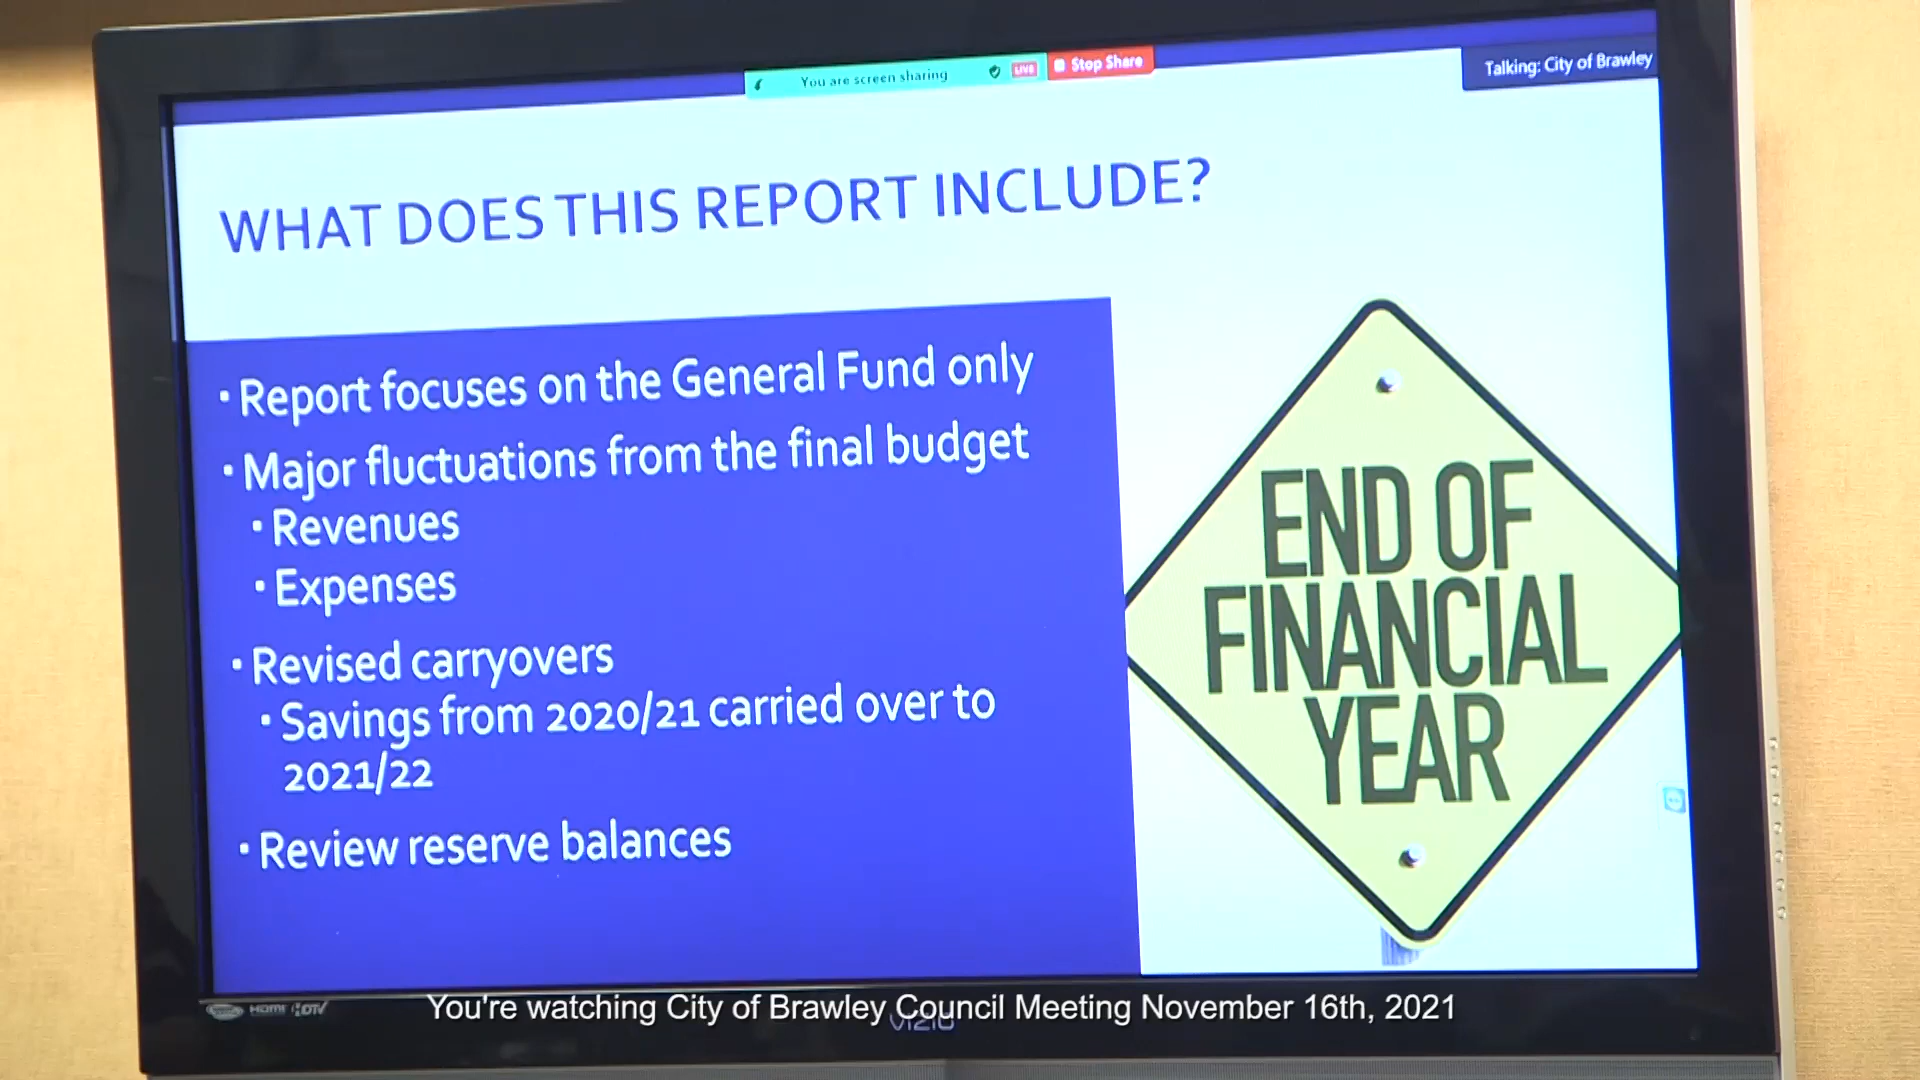 You are screen sharing
LIVE
Stop Share
Talking: City of Brawley
WHAT DOES THIS REPORT INCLUDE?
• Report focuses on the General Fund only
• Major fluctuations from the final budget
• Revenues
• Expenses
• Revised carryovers
• Savings from 2020/21 carried over to
2021/22
• Review reserve balances
END OF
FINANCIAL
YEAR
HDMI HDTV
You're watching City of Brawley Council Meeting November 16th, 2021
VIZIO